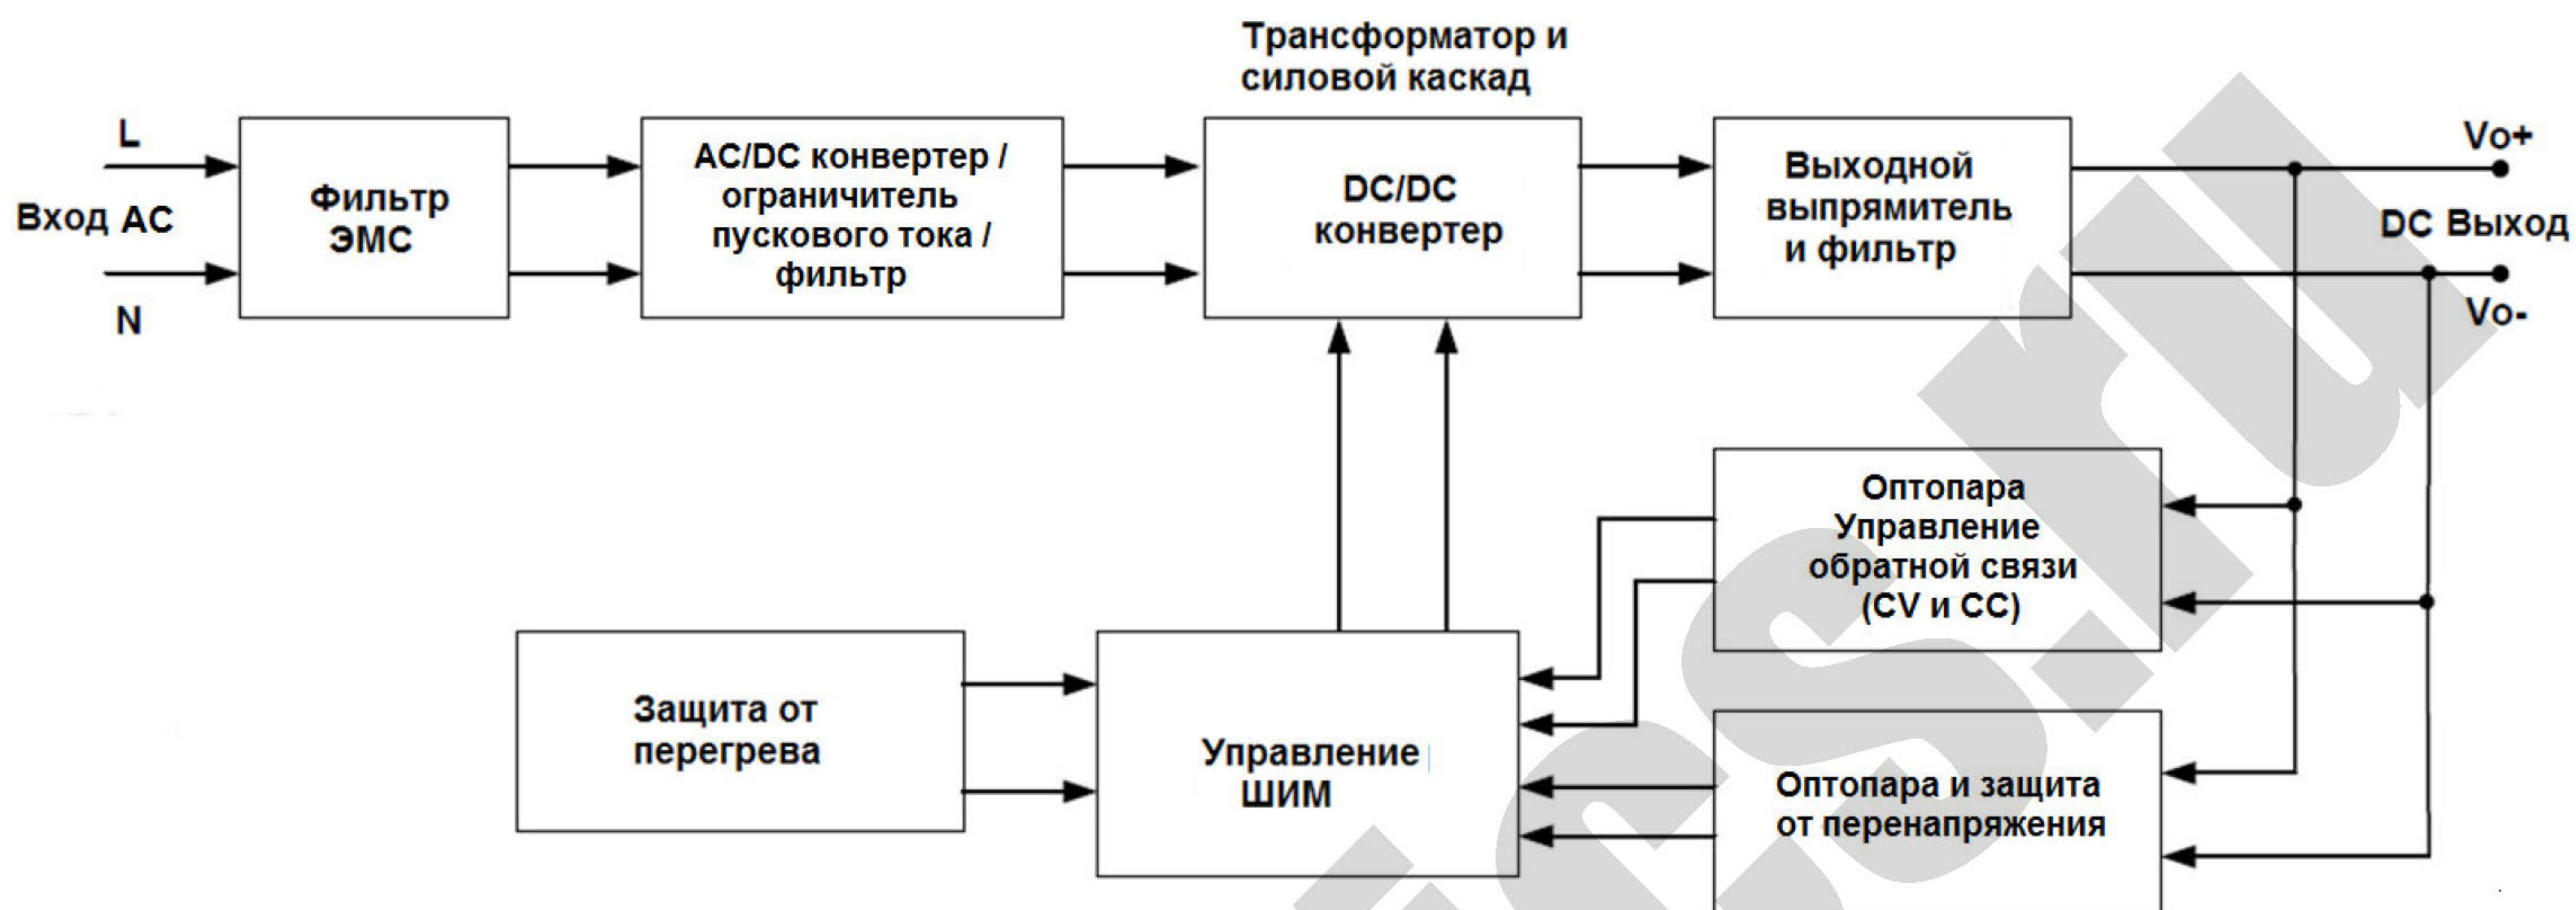 Трансформатор и
силовой каскад
L
Вход AC
N
Фильтр
ЭМС
AC/DC конвертер /
ограничитель
пускового тока /
фильтр
DC/DC
конвертер
Выходной
выпрямитель
и фильтр
Vo+
DC Выход
Vo-
Оптопара
Управление
обратной связи
(CV и CC)
Защита от
перегрева
Управление
ШИМ
Оптопара и защита
от перенапряжения